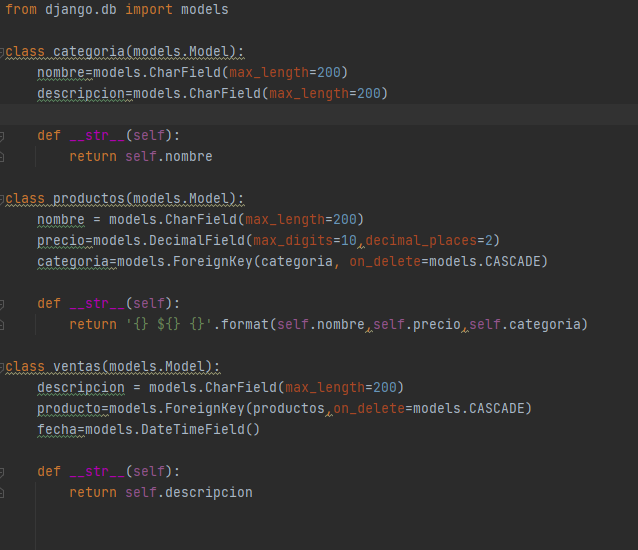 from django.db import models
class categoria(models.Model):
nombre=models.CharField(max_length=200)
descripcion=models.CharField(max_length=200)
def __str__(self):
return self.nombre
class productos(models.Model):
nombre = models.CharField(max_length=200)
precio=models.DecimalField(max_digits=10,decimal_places=2)
categoria=models.ForeignKey(categoria, on_delete=models.CASCADE)
def __str__(self):
return '{} ${} {}'.format(self.nombre,self.precio,self.categoria)
class ventas(models.Model):
descripcion = models.CharField(max_length=200)
producto=models.ForeignKey(productos,on_delete=models.CASCADE)
fecha=models.DateTimeField()
def __str__(self):
return self.descripcion